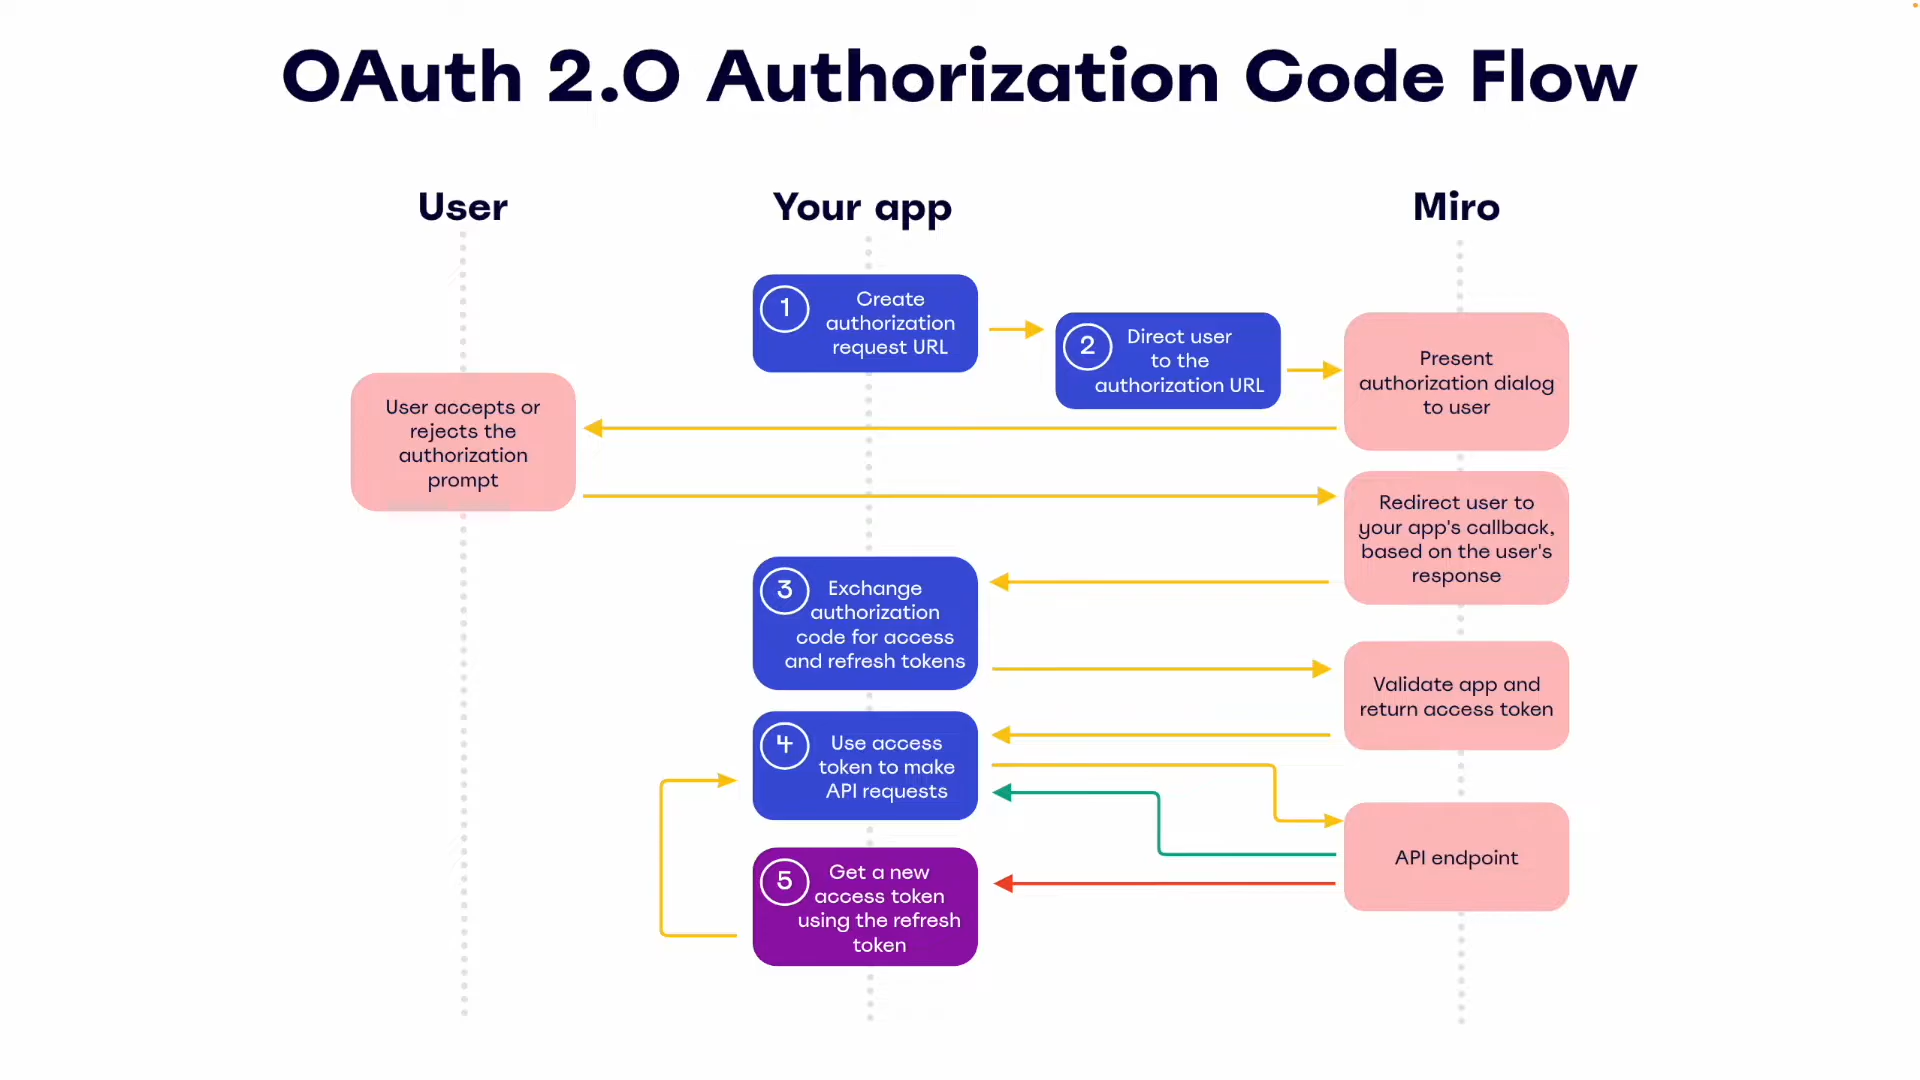 OAuth 2.0 Authorization Code Flow
User
Your app
Miro
1
Create
authorization
request URL
2
Direct user
to the
authorization URL
Present
authorization dialog
to user
User accepts or
rejects the
authorization
prompt
Redirect user to
your app's callback,
based on the user's
response
3
Exchange
authorization
code for access
and refresh tokens
Validate app and
return access token
4
Use access
token to make
API requests
API endpoint
5
Get a new
access token
using the refresh
token